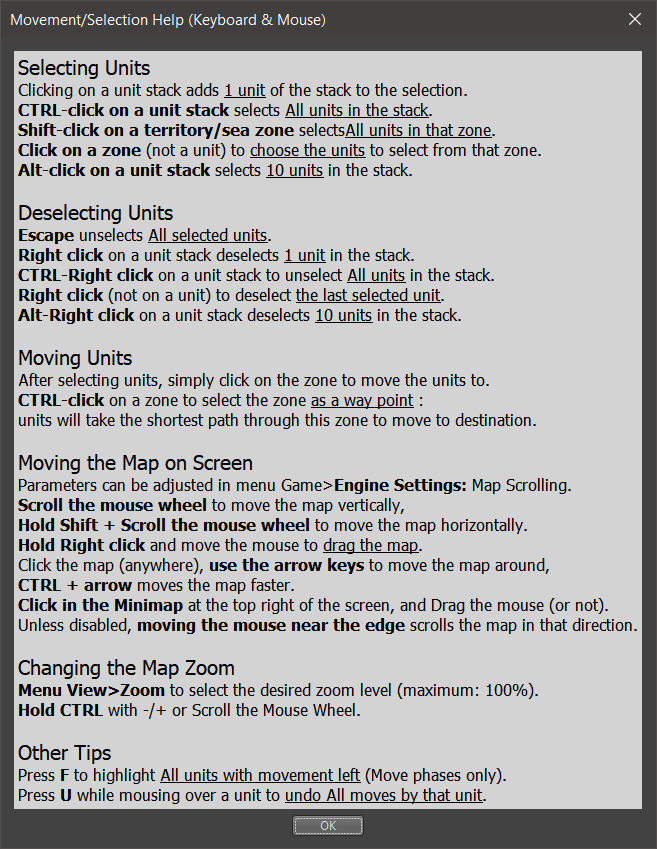 Movement/Selection Help (Keyboard & Mouse)
Selecting Units
Clicking on a unit stack adds 1 unit of the stack to the selection.
CTRL-click on a unit stack selects All units in the stack.
Shift-click on a territory/sea zone selectsAll units in that zone.
Click on a zone (not a unit) to choose the units to select from that zone.
Alt-click on a unit stack selects 10 units in the stack.
Deselecting Units
Escape unselects All selected units.
Right click on a unit stack deselects 1 unit in the stack.
CTRL-Right click on a unit stack to unselect All units in the stack.
Right click (not on a unit) to deselect the last selected unit.
Alt-Right click on a unit stack deselects 10 units in the stack.
Moving Units
After selecting units, simply click on the zone to move the units to.
CTRL-click on a zone to select the zone as a way point :
units will take the shortest path through this zone to move to destination.
Moving the Map on Screen
Parameters can be adjusted in menu Game>Engine Settings: Map Scrolling.
Scroll the mouse wheel to move the map vertically,
Hold Shift + Scroll the mouse wheel to move the map horizontally.
Hold Right click and move the mouse to drag the map.
Click the map (anywhere), use the arrow keys to move the map around,
CTRL + arrow moves the map faster.
Click in the Minimap at the top right of the screen, and Drag the mouse (or not).
Unless disabled, moving the mouse near the edge scrolls the map in that direction.
Changing the Map Zoom
Menu View>Zoom to select the desired zoom level (maximum: 100%).
Hold CTRL with -/+ or Scroll the Mouse Wheel.
Other Tips
Press F to highlight All units with movement left (Move phases only).
Press U while mousing over a unit to undo All moves by that unit.
OK